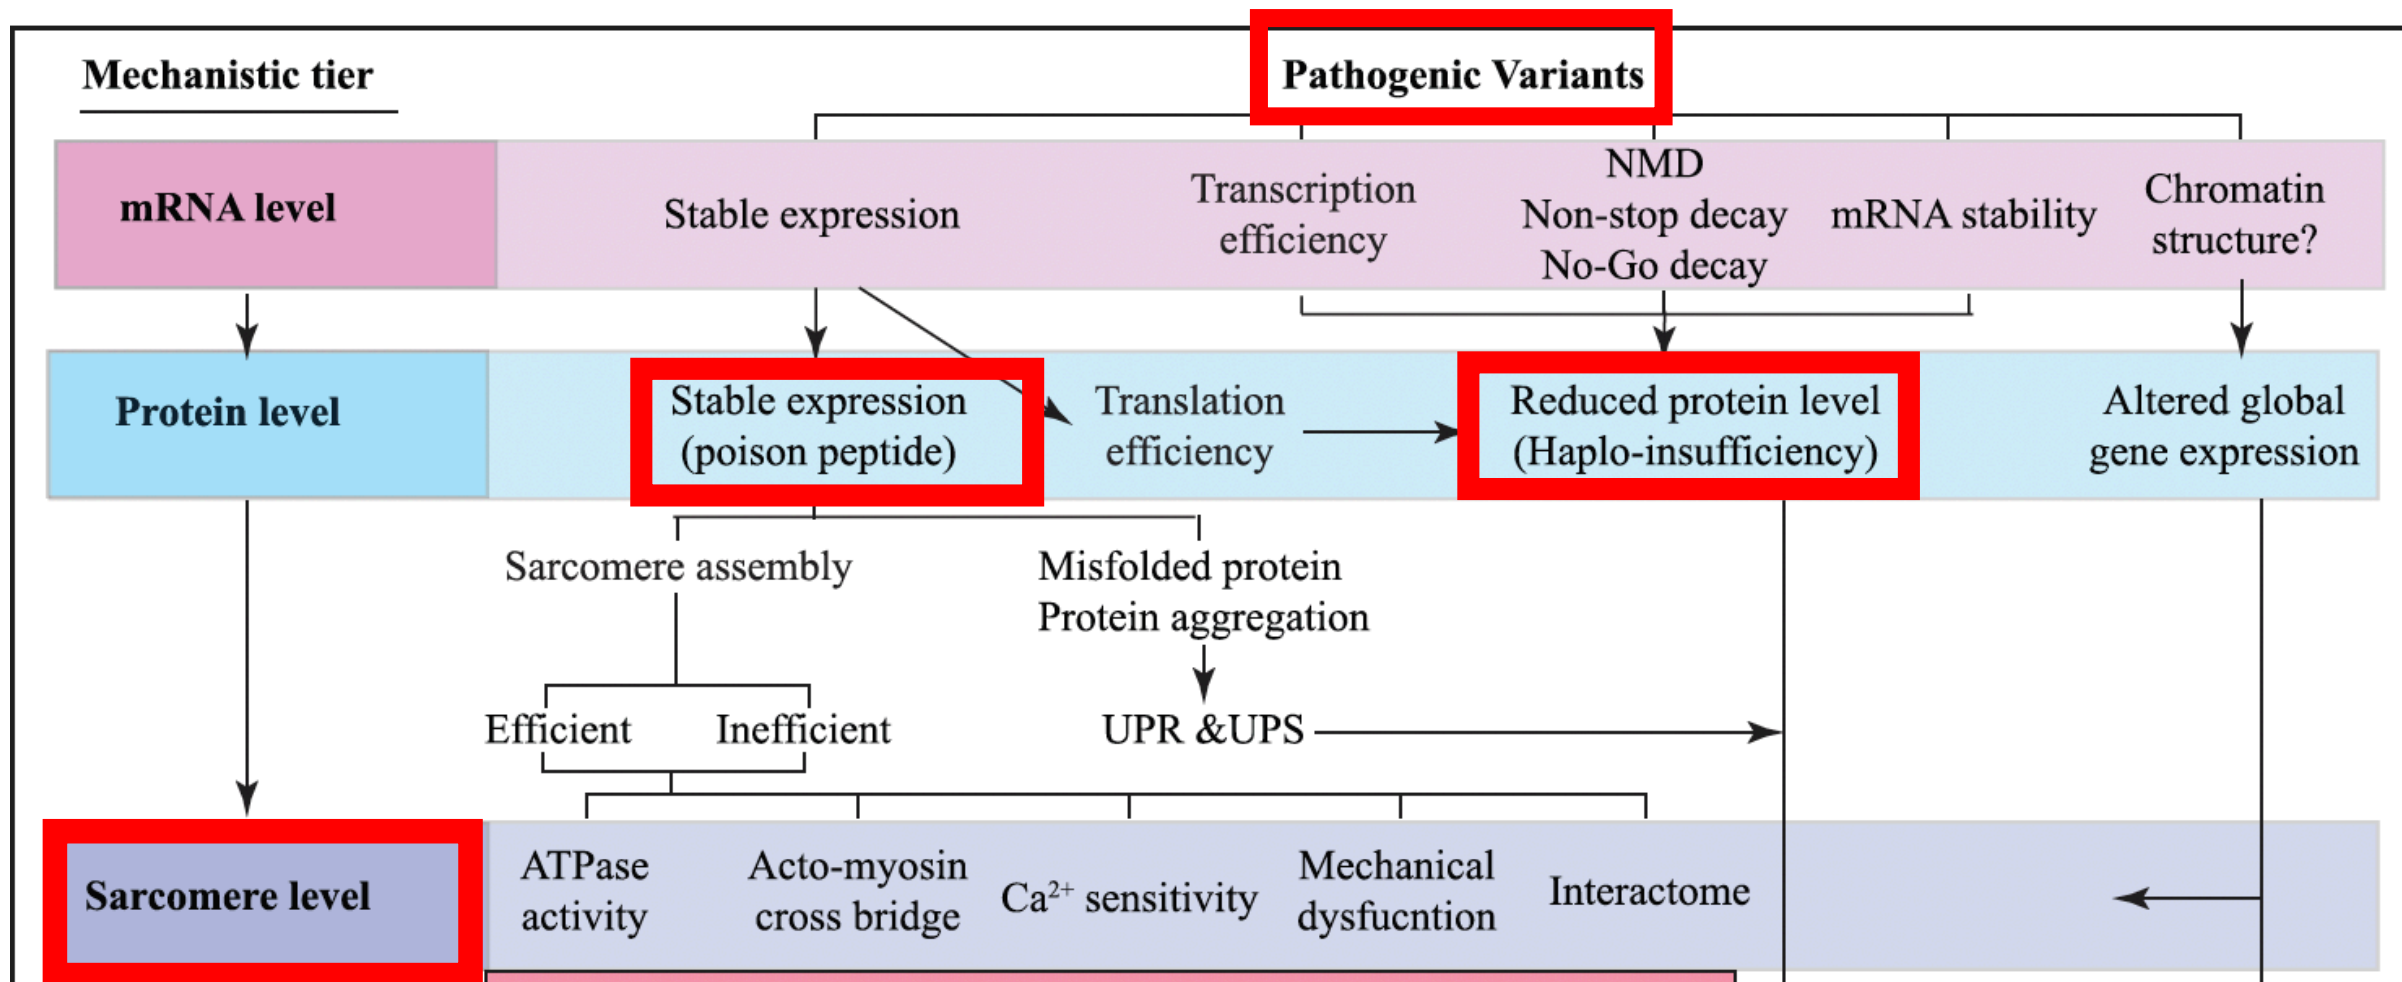 Mechanistic tier
Pathogenic Variants
mRNA level
Stable expression
Transcription
efficiency
NMD
Non-stop decay
No-Go decay
mRNA stability
Chromatin
structure?
Protein level
Stable expression
(poison peptide)
Translation
efficiency
Reduced protein level
(Haplo-insufficiency)
Altered global
gene expression
Sarcomere assembly
Misfolded protein
Protein aggregation
Efficient
Inefficient
UPR &UPS
Sarcomere level
ATPase
activity
Acto-myosin
cross bridge
Ca²⁺ sensitivity
Mechanical
dysfucntion
Interactome